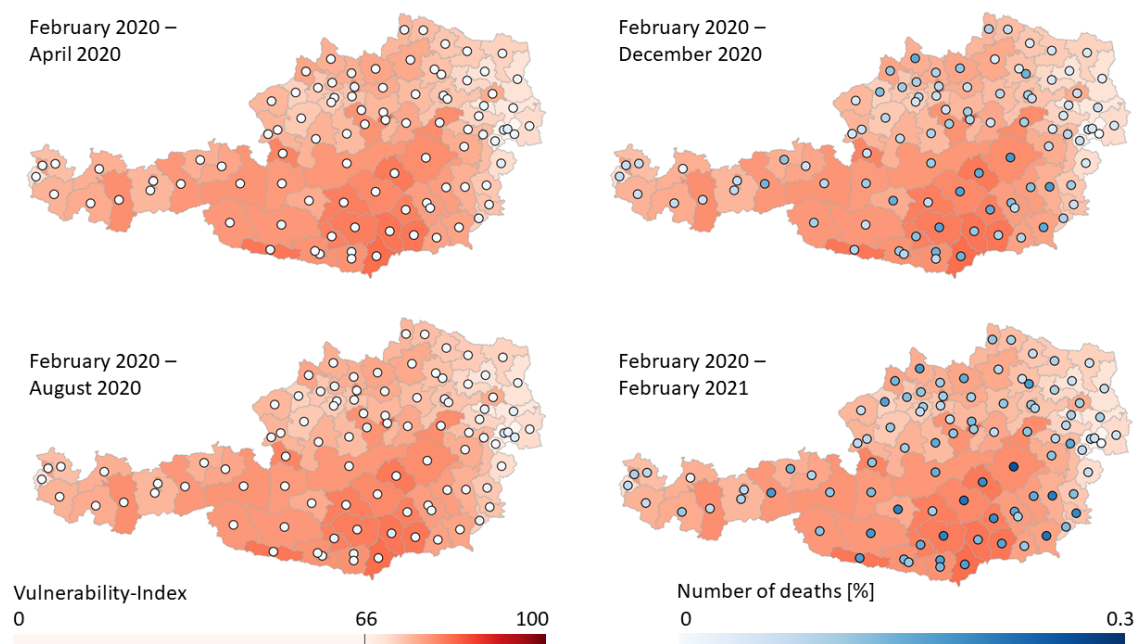 February 2020 –
April 2020
February 2020 –
December 2020
February 2020 –
August 2020
February 2020 –
February 2021
Vulnerability-Index
0 66 100
Number of deaths [%]
0 0.3